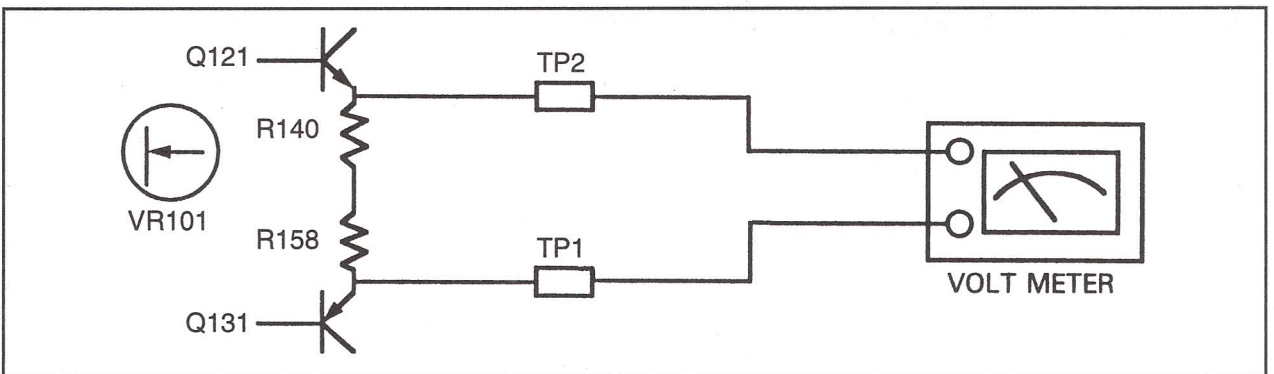 Q121
TP2
R140
VR101
R158
TP1
VOLT METER
Q131